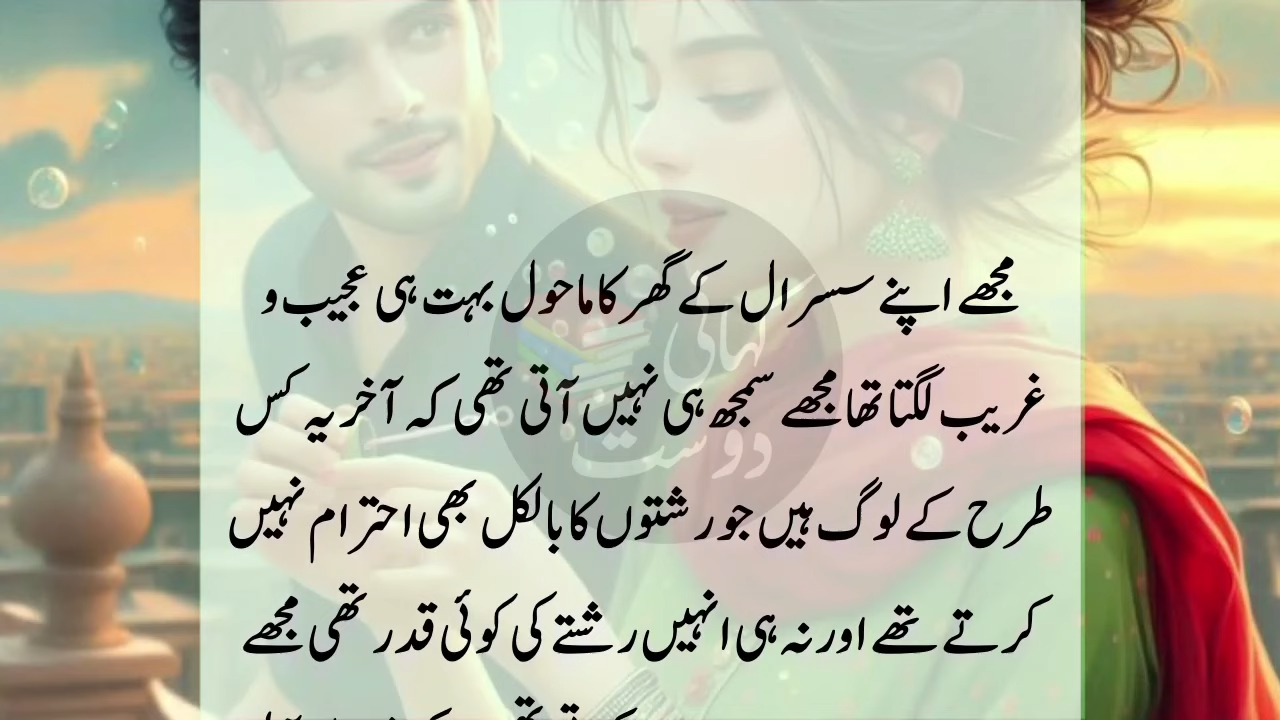 مجھے اپنے سسرال کے گھر کا ماحول بہت ہی عجیب و
غریب لگتا تھا مجھے سمجھ ہی نہیں آتی تھی کہ آخر یہ کس
طرح کے لوگ ہیں جو رشتوں کا بالکل بھی احترام نہیں
کرتے تھے اور نہ ہی انہیں رشتے کی کوئی قدر تھی مجھے
کہانی
دوست